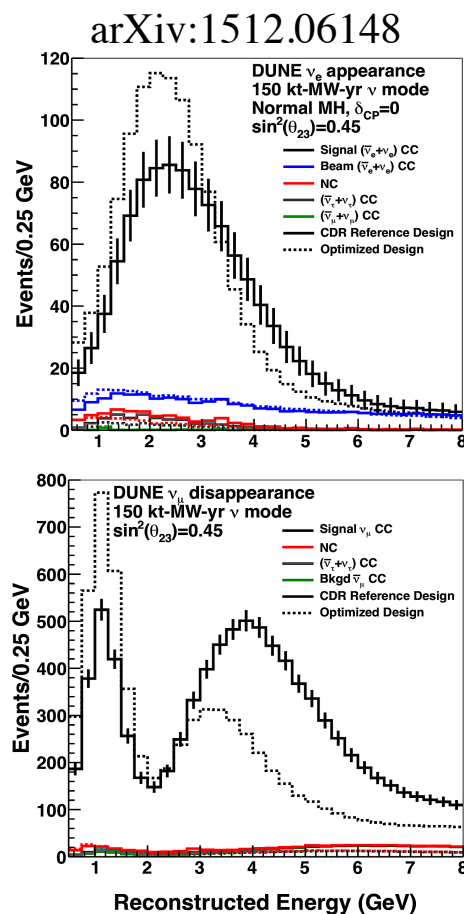 arXiv:1512.06148
DUNE νe appearance
150 kt-MW-yr ν mode
Normal MH, δCP=0
sin²(θ23)=0.45
Signal (ν̄e+νe) CC
Beam (ν̄e+νe) CC
NC
(ν̄τ+ντ) CC
(ν̄μ+νμ) CC
CDR Reference Design
Optimized Design
Events/0.25 GeV
120
100
80
60
40
20
0
1 2 3 4 5 6 7 8
DUNE νμ disappearance
150 kt-MW-yr ν mode
sin²(θ23)=0.45
Signal νμ CC
NC
(ν̄τ+ντ) CC
Bkgd ν̄μ CC
CDR Reference Design
Optimized Design
Events/0.25 GeV
800
700
600
500
400
300
200
100
0
1 2 3 4 5 6 7 8
Reconstructed Energy (GeV)